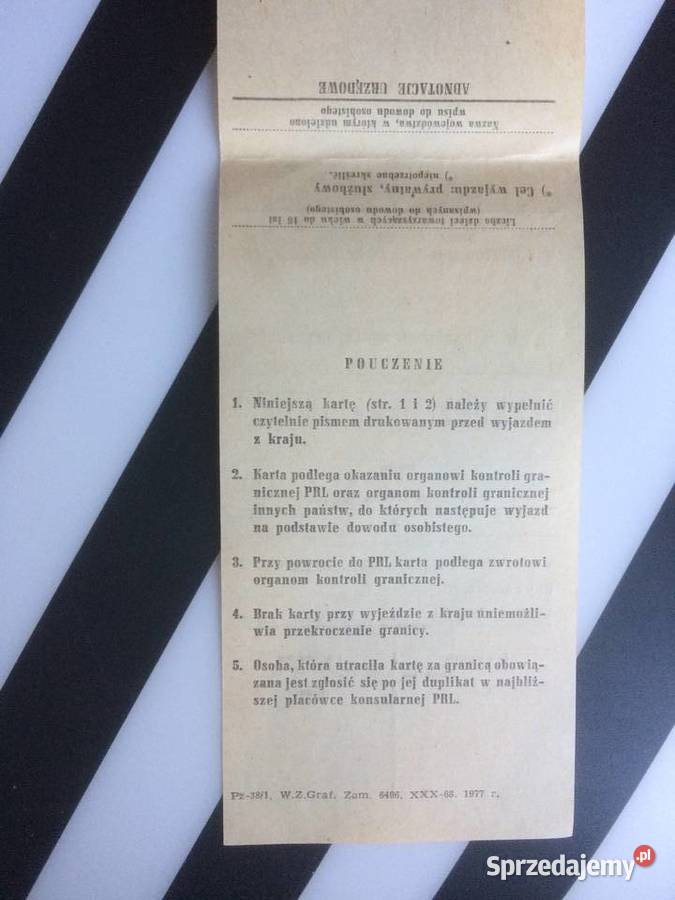 Liczba dzieci towarzyszących w wieku do 16 lat
(wpisanych do dowodu osobistego)
*) Cel wyjazdu: prywatny, służbowy
*) niepotrzebne skreślić.
Nazwa województwa, w którym udzielono
wpisu do dowodu osobistego
ADNOTACJE URZĘDOWE
POUCZENIE
1. Niniejszą kartę (str. 1 i 2) należy wypełnić
czytelnie pismem drukowanym przed wyjazdem
z kraju.
2. Karta podlega okazaniu organowi kontroli gra-
nicznej PRL oraz organom kontroli granicznej
innych państw, do których następuje wyjazd
na podstawie dowodu osobistego.
3. Przy powrocie do PRL karta podlega zwrotowi
organom kontroli granicznej.
4. Brak karty przy wyjeździe z kraju uniemożli-
wia przekroczenie granicy.
5. Osoba, która utraciła kartę za granicą obowią-
zana jest zgłosić się po jej duplikat w najbliż-
szej placówce konsularnej PRL.
Pż-38/1, W.Z.Graf. Zam. 6496, XXX-68. 1977 r.
Sprzedajemy.pl